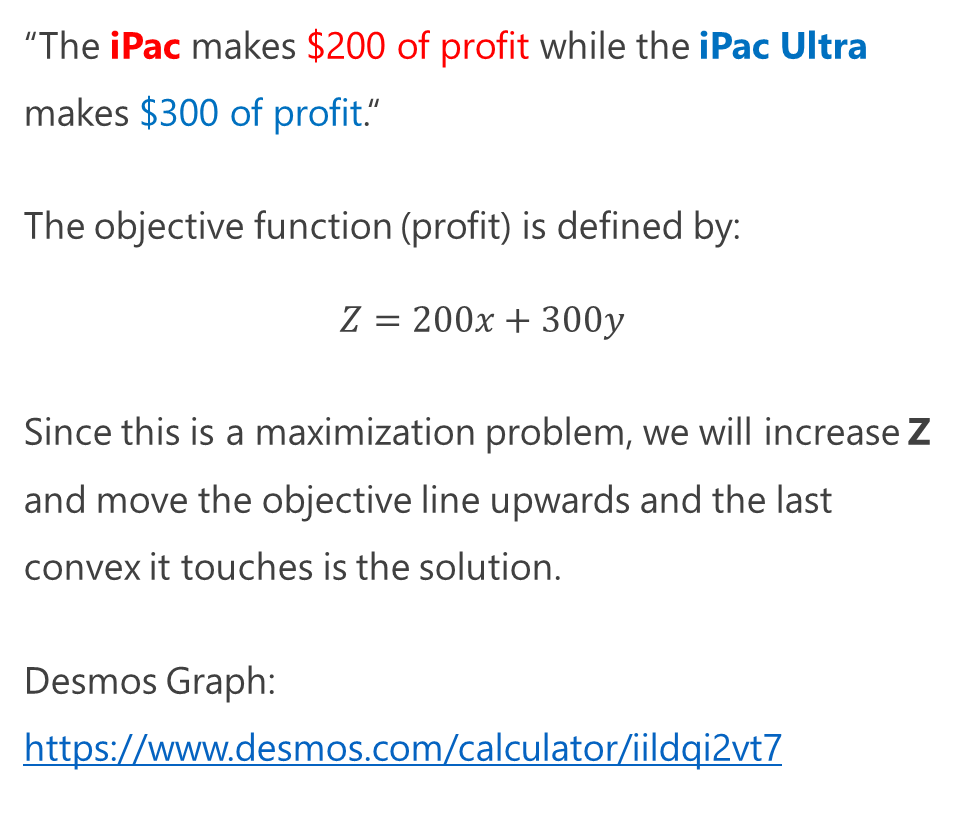 “The iPac makes $200 of profit while the iPac Ultra
makes $300 of profit.“
The objective function (profit) is defined by:
𝑍 = 200𝑥 + 300𝑦
Since this is a maximization problem, we will increase Z
and move the objective line upwards and the last
convex it touches is the solution.
Desmos Graph:
https://www.desmos.com/calculator/iildqi2vt7